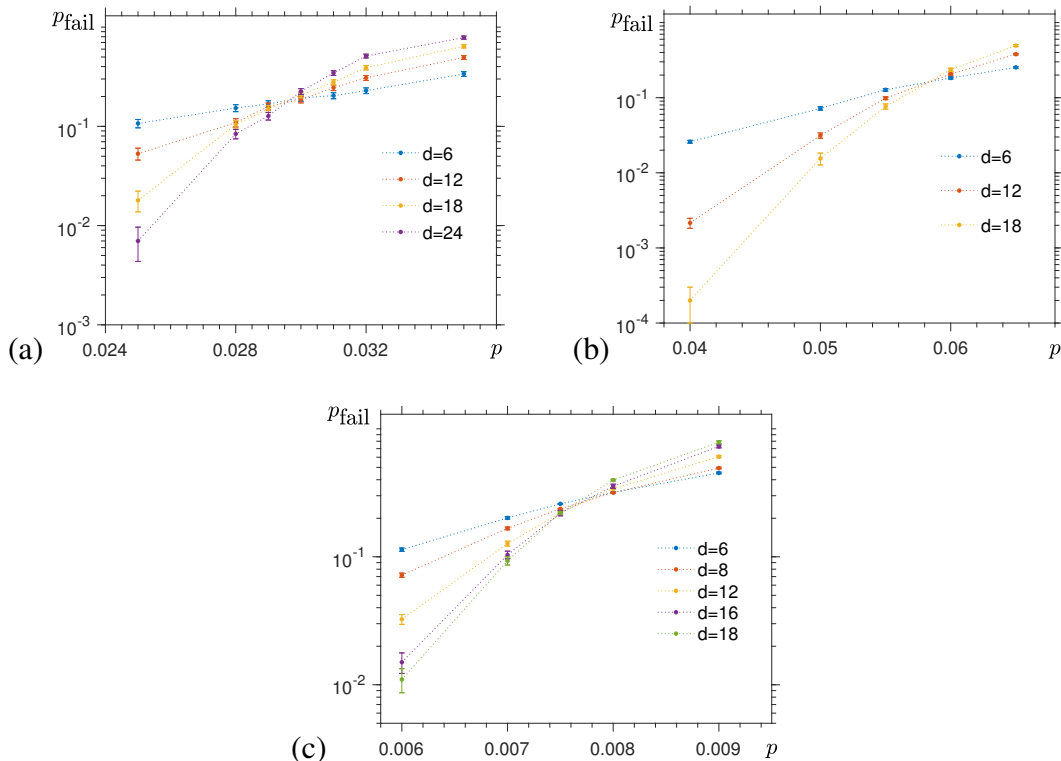 p_fail
10^-1
10^-2
10^-3
d=6
d=12
d=18
d=24
0.024
0.028
0.032
p
(a)
p_fail
10^-1
10^-2
10^-3
10^-4
d=6
d=12
d=18
0.04
0.05
0.06
p
(b)
p_fail
10^-1
10^-2
d=6
d=8
d=12
d=16
d=18
0.006
0.007
0.008
0.009
p
(c)